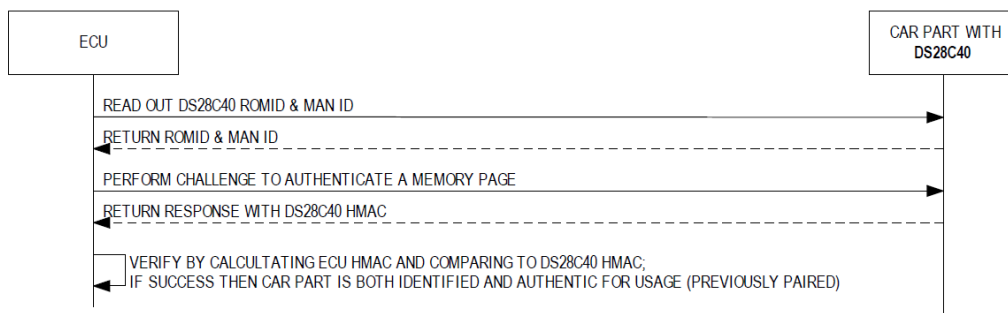 ECU
CAR PART WITH
DS28C40
READ OUT DS28C40 ROMID & MAN ID
RETURN ROMID & MAN ID
PERFORM CHALLENGE TO AUTHENTICATE A MEMORY PAGE
RETURN RESPONSE WITH DS28C40 HMAC
VERIFY BY CALCULTATING ECU HMAC AND COMPARING TO DS28C40 HMAC;
IF SUCCESS THEN CAR PART IS BOTH IDENTIFIED AND AUTHENTIC FOR USAGE (PREVIOUSLY PAIRED)